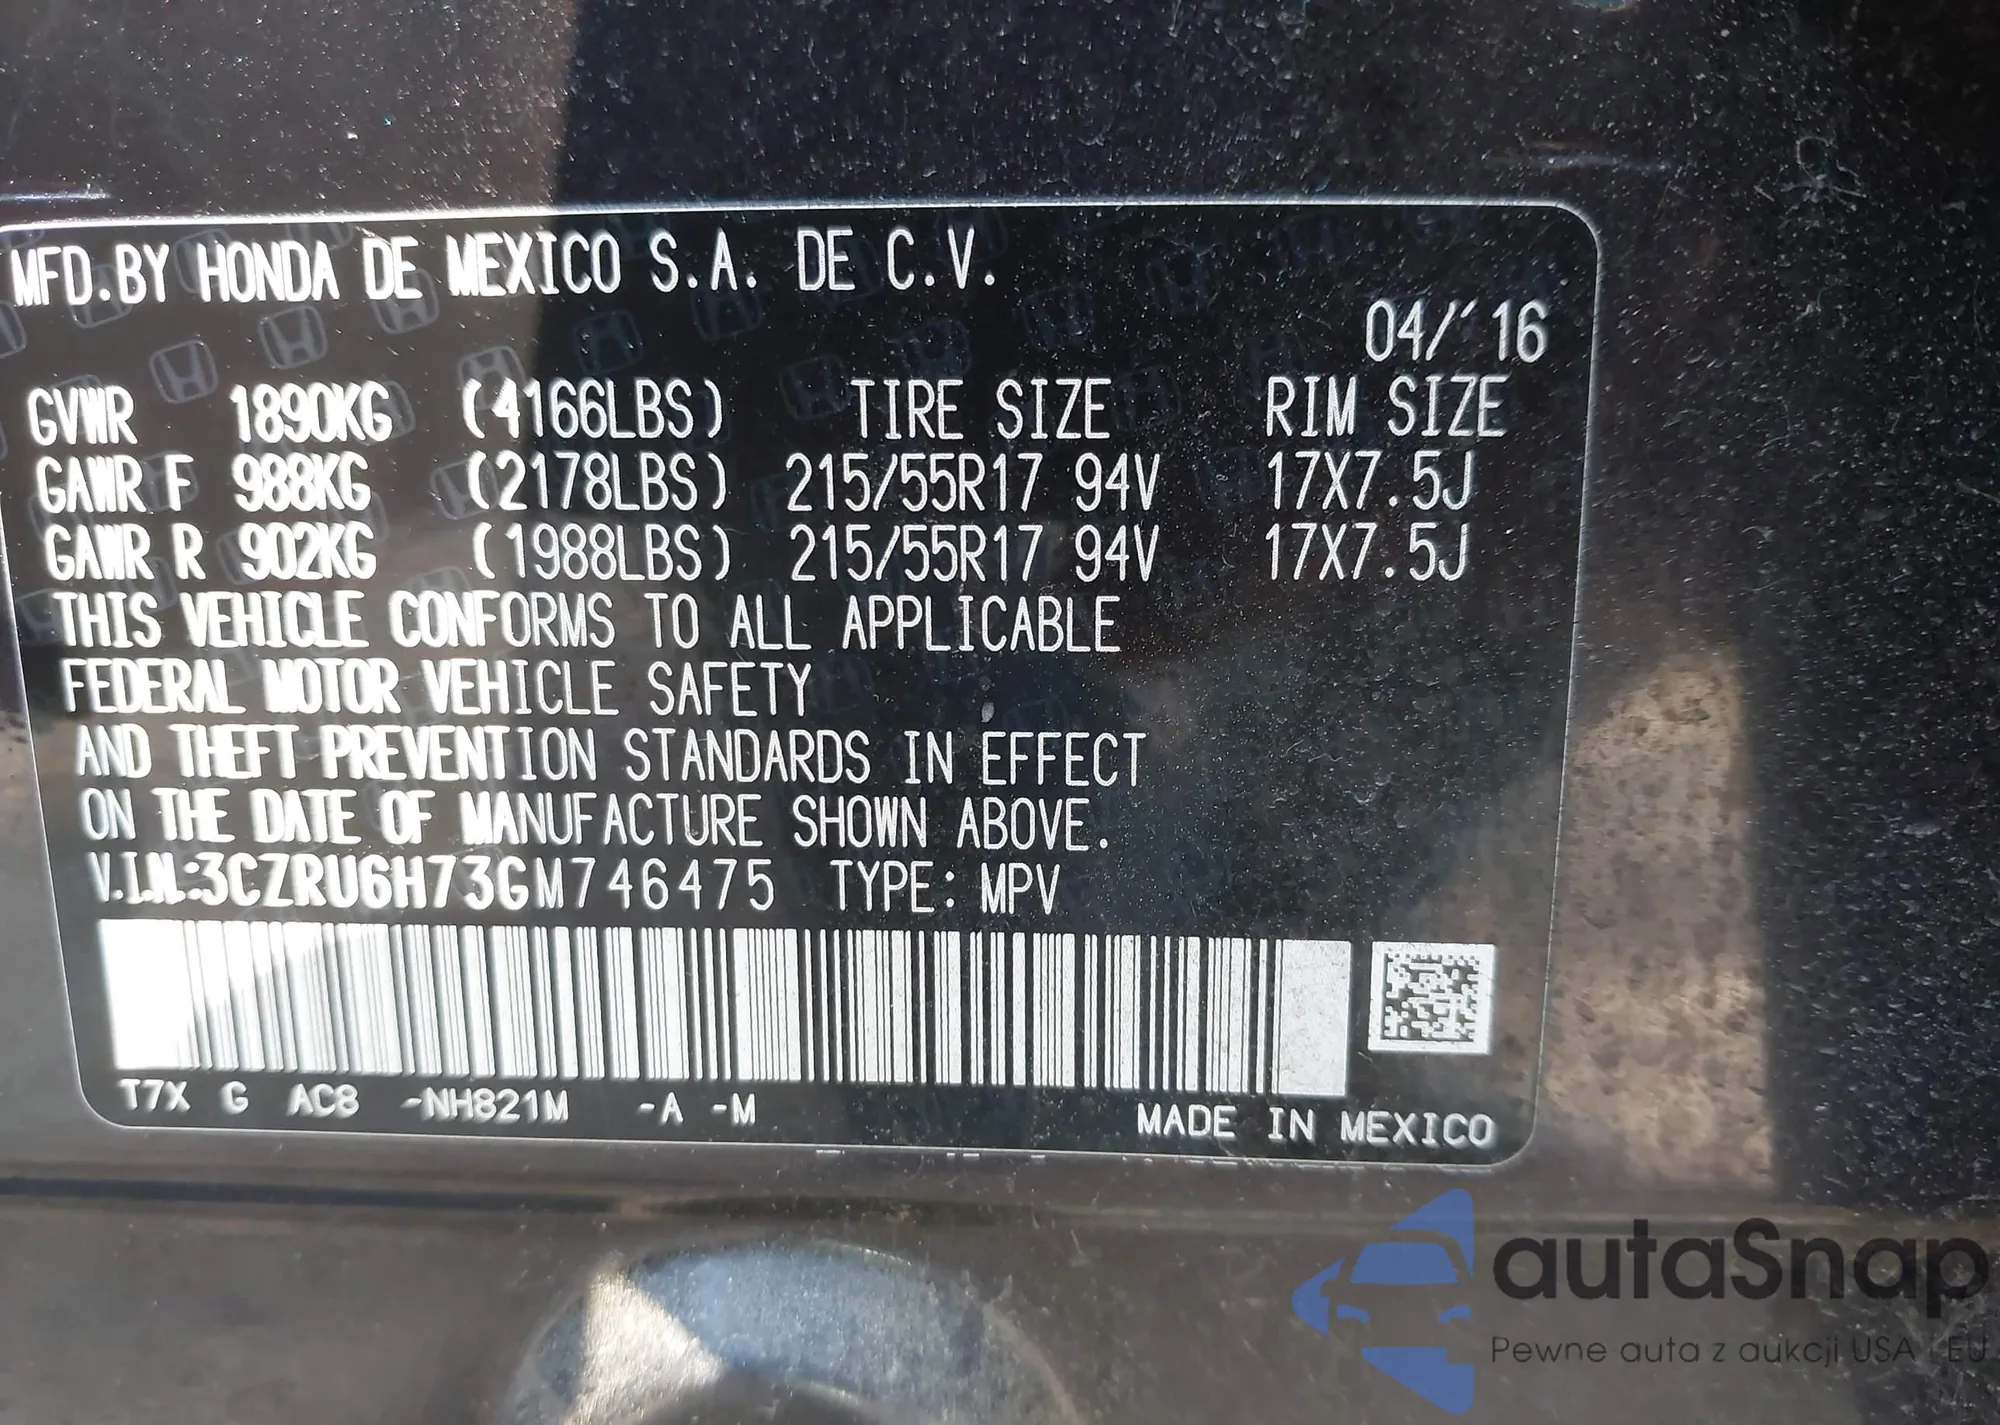 MFD.BY HONDA DE MEXICO S.A. DE C.V.
04/'16
GVWR 1890KG (4166LBS) TIRE SIZE RIM SIZE
GAWR F 988KG (2178LBS) 215/55R17 94V 17X7.5J
GAWR R 902KG (1988LBS) 215/55R17 94V 17X7.5J
THIS VEHICLE CONFORMS TO ALL APPLICABLE
FEDERAL MOTOR VEHICLE SAFETY
AND THEFT PREVENTION STANDARDS IN EFFECT
ON THE DATE OF MANUFACTURE SHOWN ABOVE.
V.I.N.:3CZRU6H73GM746475 TYPE: MPV
T7X G AC8 -NH821M -A -M MADE IN MEXICO
autaSnap
Pewne auta z aukcji USA i EU